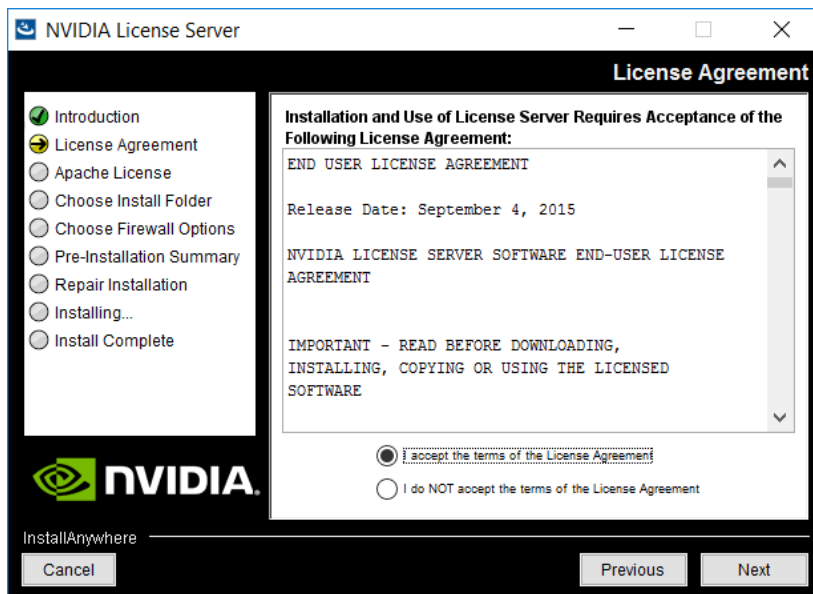 NVIDIA License Server
License Agreement
Introduction
License Agreement
Apache License
Choose Install Folder
Choose Firewall Options
Pre-Installation Summary
Repair Installation
Installing...
Install Complete
Installation and Use of License Server Requires Acceptance of the
Following License Agreement:
END USER LICENSE AGREEMENT
Release Date: September 4, 2015
NVIDIA LICENSE SERVER SOFTWARE END-USER LICENSE
AGREEMENT
IMPORTANT - READ BEFORE DOWNLOADING,
INSTALLING, COPYING OR USING THE LICENSED
SOFTWARE
I accept the terms of the License Agreement
I do NOT accept the terms of the License Agreement
NVIDIA.
InstallAnywhere
Cancel
Previous
Next